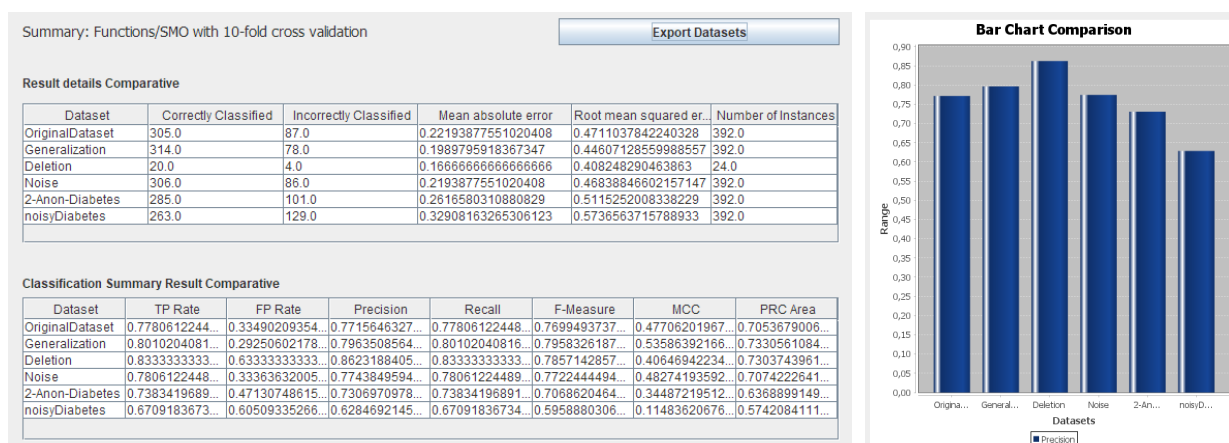 Summary: Functions/SMO with 10-fold cross validation
Export Datasets
Result details Comparative
Dataset Correctly Classified Incorrectly Classified Mean absolute error Root mean squared er... Number of Instances
OriginalDataset 305.0 87.0 0.22193877551020408 0.4711037842240328 392.0
Generalization 314.0 78.0 0.1989795918367347 0.44607128559988557 392.0
Deletion 20.0 4.0 0.16666666666666666 0.408248290463863 24.0
Noise 306.0 86.0 0.2193877551020408 0.46838846602157147 392.0
2-Anon-Diabetes 285.0 101.0 0.2616580310880829 0.5115252008338229 392.0
noisyDiabetes 263.0 129.0 0.32908163265306123 0.5736563715788933 392.0
Classification Summary Result Comparative
Dataset TP Rate FP Rate Precision Recall F-Measure MCC PRC Area
OriginalDataset 0.7780612244... 0.33490209354... 0.7715646327... 0.77806122448... 0.7699493737... 0.47706201967... 0.7053679006...
Generalization 0.8010204081... 0.29250602178... 0.7963508564... 0.80102040816... 0.7958326187... 0.53586392166... 0.7330561084...
Deletion 0.8333333333... 0.63333333333... 0.8623188405... 0.83333333333... 0.7857142857... 0.40646942234... 0.7303743961...
Noise 0.7806122448... 0.33363632005... 0.7743849594... 0.78061224489... 0.7722444494... 0.48274193592... 0.7074222641...
2-Anon-Diabetes 0.7383419689... 0.47130748615... 0.7306970978... 0.73834196891... 0.7068620464... 0.34487219512... 0.6368899149...
noisyDiabetes 0.6709183673... 0.60509335266... 0.6284692145... 0.67091836734... 0.5958880306... 0.11483620676... 0.5742084111...
Bar Chart Comparison
0,90
0,85
0,80
0,75
0,70
0,65
0,60
0,55
0,50
0,45
0,40
0,35
0,30
0,25
0,20
0,15
0,10
0,05
0,00
Range
Origina... General... Deletion Noise 2-An... noisyD...
Datasets
Precision